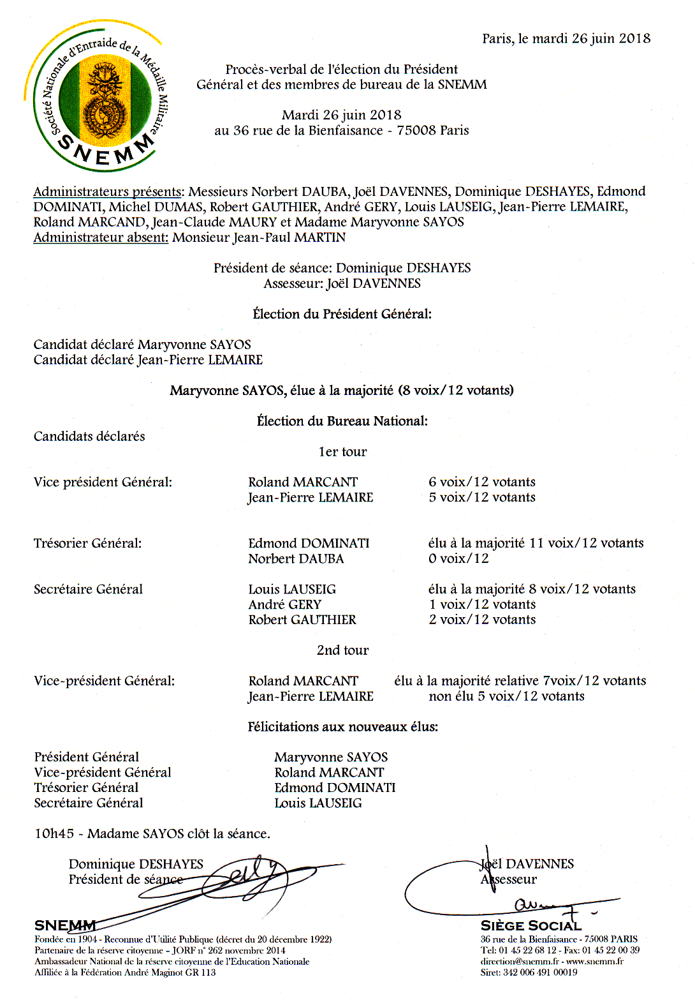 Société Nationale d'Entraide de la Médaille Militaire
SNEMM
Paris, le mardi 26 juin 2018
Procès-verbal de l'élection du Président
Général et des membres de bureau de la SNEMM
Mardi 26 juin 2018
au 36 rue de la Bienfaisance - 75008 Paris
Administrateurs présents: Messieurs Norbert DAUBA, Joël DAVENNES, Dominique DESHAYES, Edmond
DOMINATI, Michel DUMAS, Robert GAUTHIER, André GERY, Louis LAUSEIG, Jean-Pierre LEMAIRE,
Roland MARCAND, Jean-Claude MAURY et Madame Maryvonne SAYOS
Administrateur absent: Monsieur Jean-Paul MARTIN
Président de séance: Dominique DESHAYES
Assesseur: Joël DAVENNES
Élection du Président Général:
Candidat déclaré Maryvonne SAYOS
Candidat déclaré Jean-Pierre LEMAIRE
Maryvonne SAYOS, élue à la majorité (8 voix/12 votants)
Élection du Bureau National:
Candidats déclarés
1er tour
Vice président Général: Roland MARCANT 6 voix/12 votants
Jean-Pierre LEMAIRE 5 voix/12 votants
Trésorier Général: Edmond DOMINATI élu à la majorité 11 voix/12 votants
Norbert DAUBA 0 voix/12
Secrétaire Général Louis LAUSEIG élu à la majorité 8 voix/12 votants
André GERY 1 voix/12 votants
Robert GAUTHIER 2 voix/12 votants
2nd tour
Vice-président Général: Roland MARCANT élu à la majorité relative 7voix/12 votants
Jean-Pierre LEMAIRE non élu 5 voix/12 votants
Félicitations aux nouveaux élus:
Président Général Maryvonne SAYOS
Vice-président Général Roland MARCANT
Trésorier Général Edmond DOMINATI
Secrétaire Général Louis LAUSEIG
10h45 - Madame SAYOS clôt la séance.
Dominique DESHAYES
Président de séance
Joël DAVENNES
Assesseur
SNEMM
Fondée en 1904 - Reconnue d'Utilité Publique (décret du 20 décembre 1922)
Partenaire de la réserve citoyenne – JORF n° 262 novembre 2014
Ambassadeur National de la réserve citoyenne de l'Education Nationale
Affiliée à la Fédération André Maginot GR 113
SIÈGE SOCIAL
36 rue de la Bienfaisance - 75008 PARIS
Tel: 01 45 22 68 12 - Fax: 01 45 22 00 39
direction@snemm.fr - www.snemm.fr
Siret: 342 006 491 00019